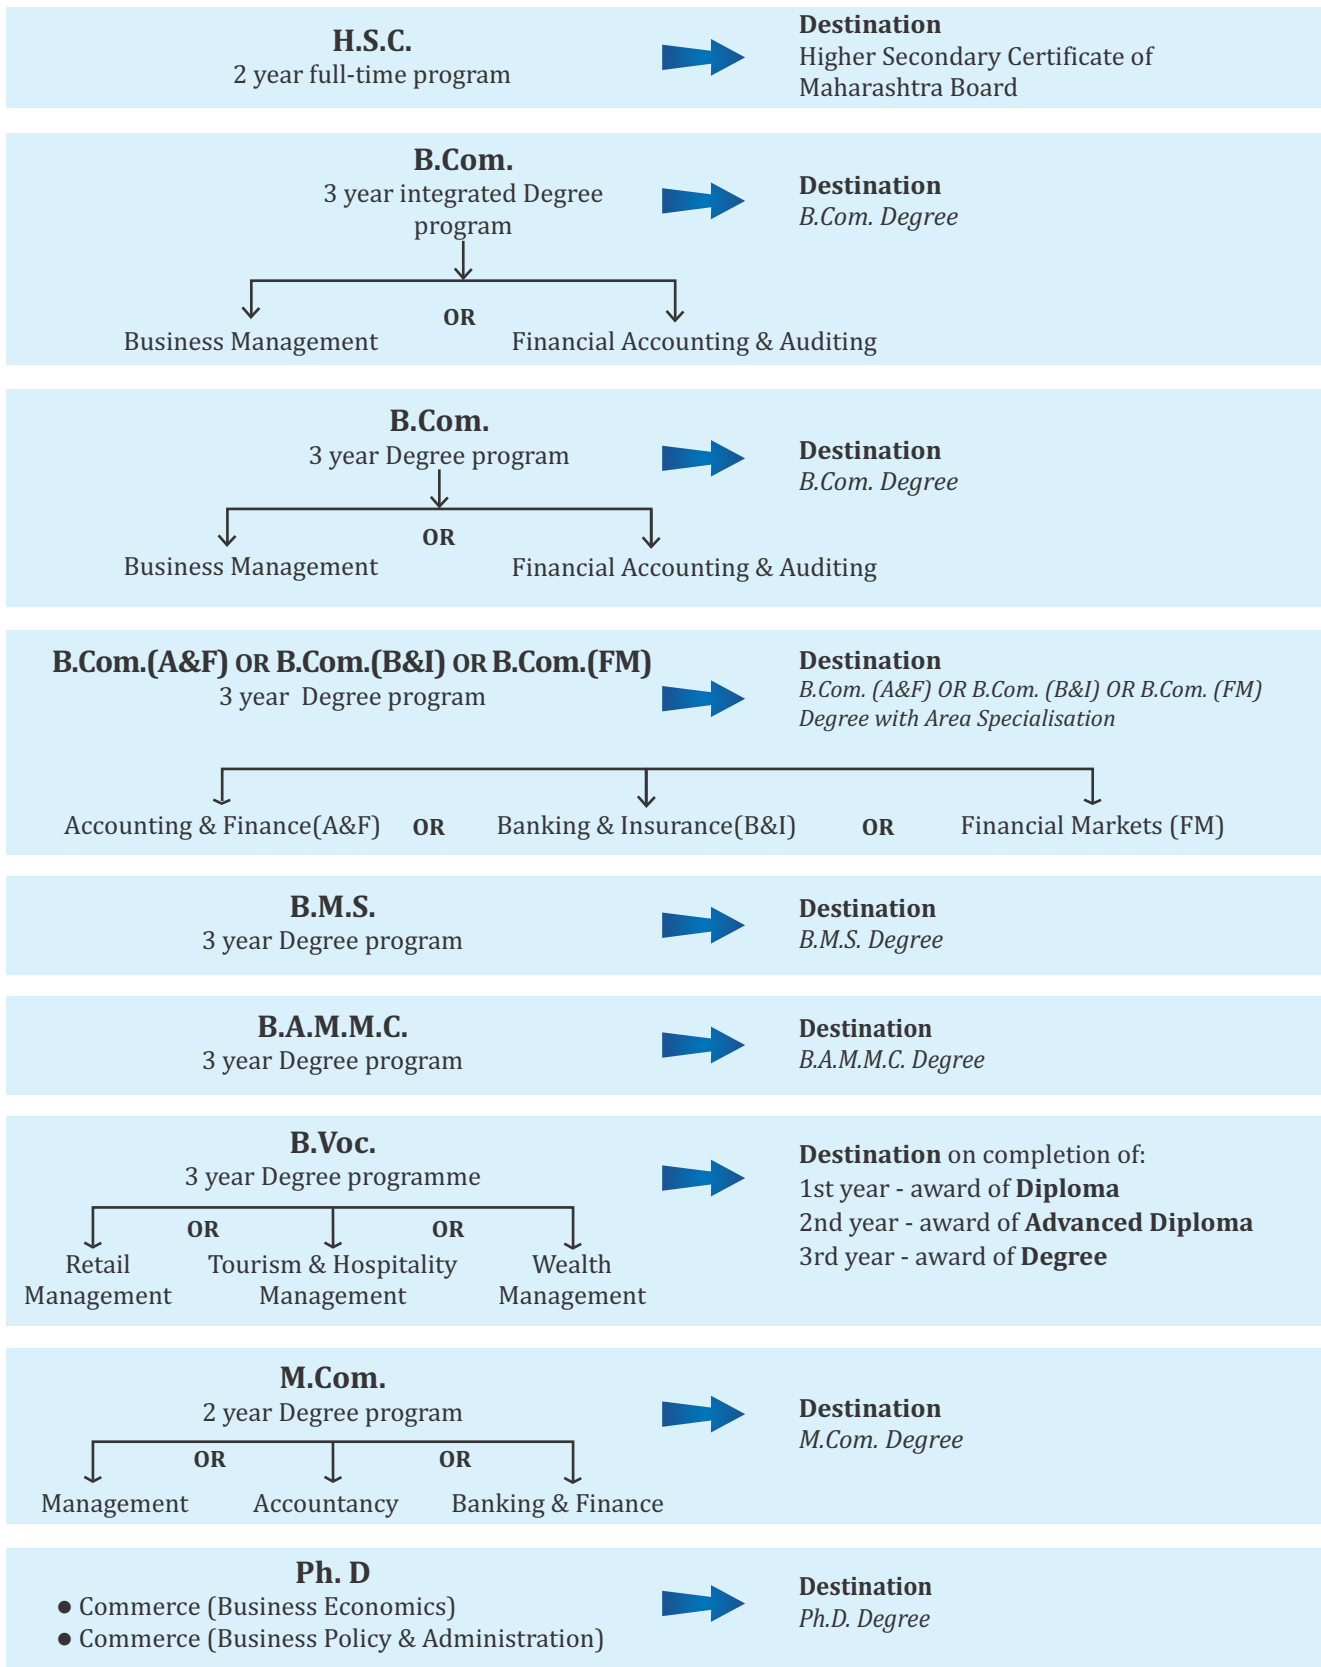 H.S.C.
2 year full-time program
Destination
Higher Secondary Certificate of
Maharashtra Board
B.Com.
3 year integrated Degree
program
Destination
B.Com. Degree
OR
Business Management
Financial Accounting & Auditing
B.Com.
3 year Degree program
Destination
B.Com. Degree
OR
Business Management
Financial Accounting & Auditing
B.Com.(A&F) OR B.Com.(B&I) OR B.Com.(FM)
3 year Degree program
Destination
B.Com. (A&F) OR B.Com. (B&I) OR B.Com. (FM)
Degree with Area Specialisation
Accounting & Finance(A&F) OR Banking & Insurance(B&I) OR Financial Markets (FM)
B.M.S.
3 year Degree program
Destination
B.M.S. Degree
B.A.M.M.C.
3 year Degree program
Destination
B.A.M.M.C. Degree
B.Voc.
3 year Degree programme
OR OR
Retail
Management
Tourism & Hospitality
Management
Wealth
Management
Destination on completion of:
1st year - award of Diploma
2nd year - award of Advanced Diploma
3rd year - award of Degree
M.Com.
2 year Degree program
OR OR
Management Accountancy Banking & Finance
Destination
M.Com. Degree
Ph. D
● Commerce (Business Economics)
● Commerce (Business Policy & Administration)
Destination
Ph.D. Degree